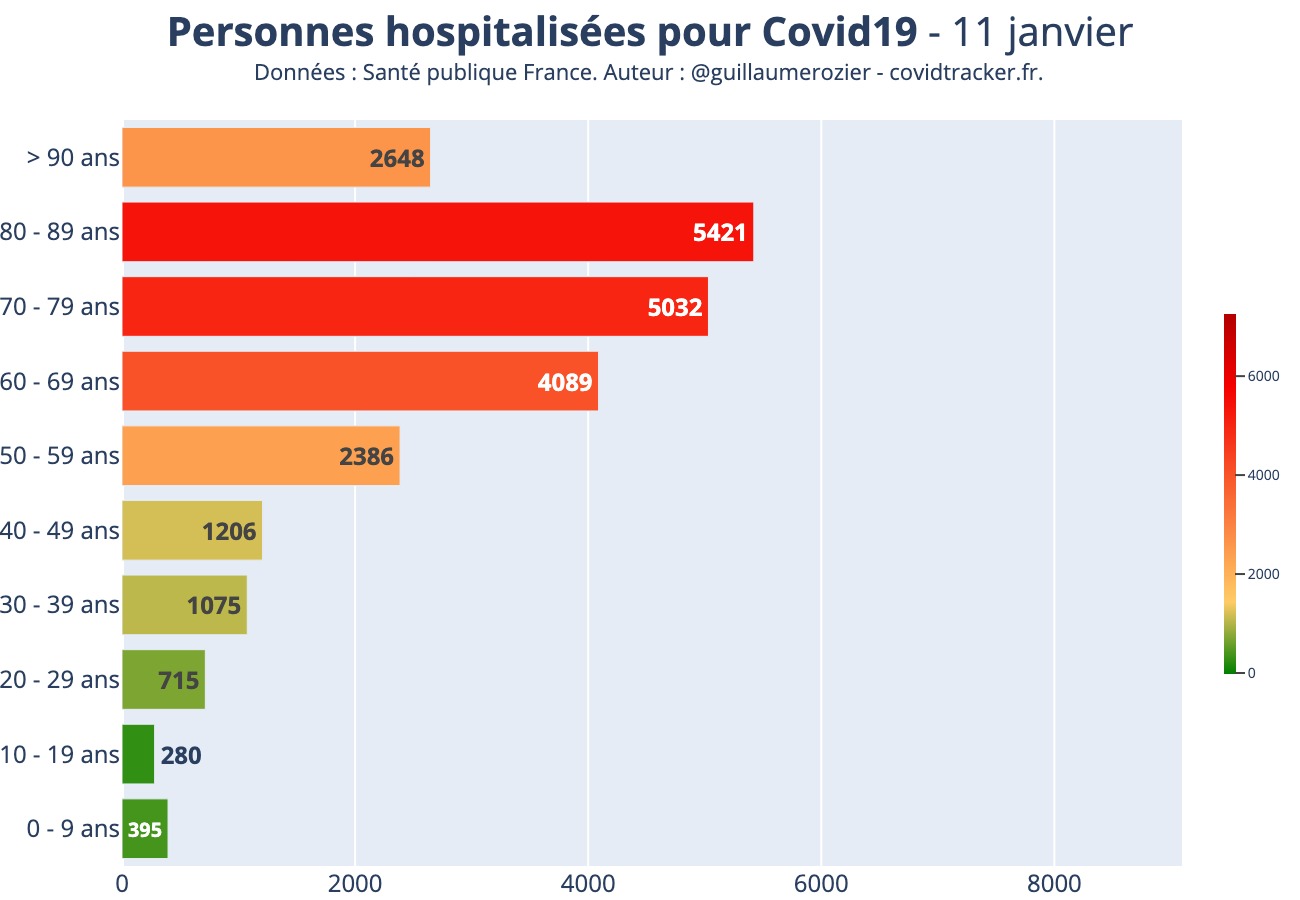 Personnes hospitalisées pour Covid19 - 11 janvier
Données : Santé publique France. Auteur : @guillaumerozier - covidtracker.fr.
> 90 ans 2648
80 - 89 ans 5421
70 - 79 ans 5032
60 - 69 ans 4089
50 - 59 ans 2386
40 - 49 ans 1206
30 - 39 ans 1075
20 - 29 ans 715
10 - 19 ans 280
0 - 9 ans 395
0 2000 4000 6000 8000
6000
4000
2000
0